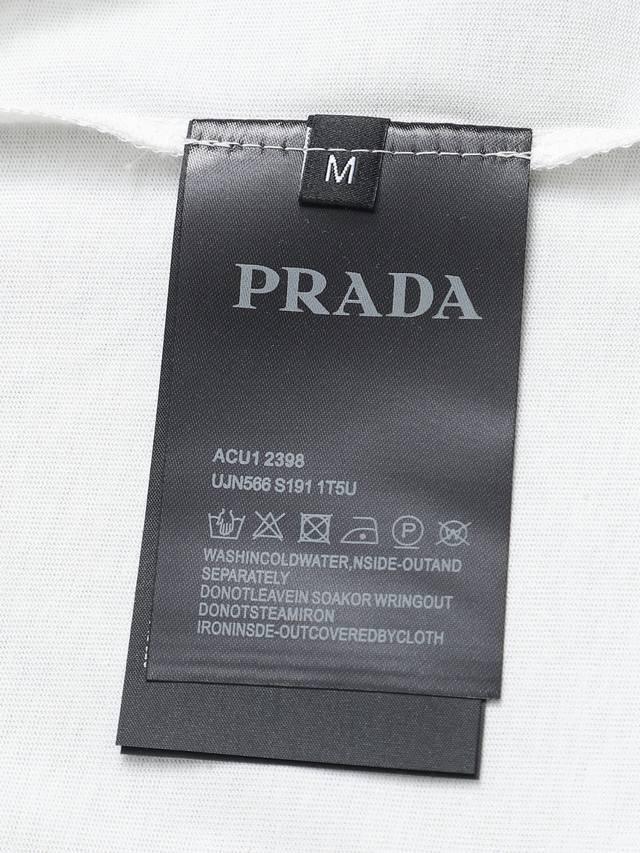 M
PRADA
ACU1 2398
UJN566 S191 1T5U
P
WASHINCOLDWATER,NSIDE-OUTAND
SEPARATELY
DONOTLEAVEIN SOAKOR WRINGOUT
DONOTSTEAMIRON
IRONINSDE-OUTCOVEREDBYCLOTH